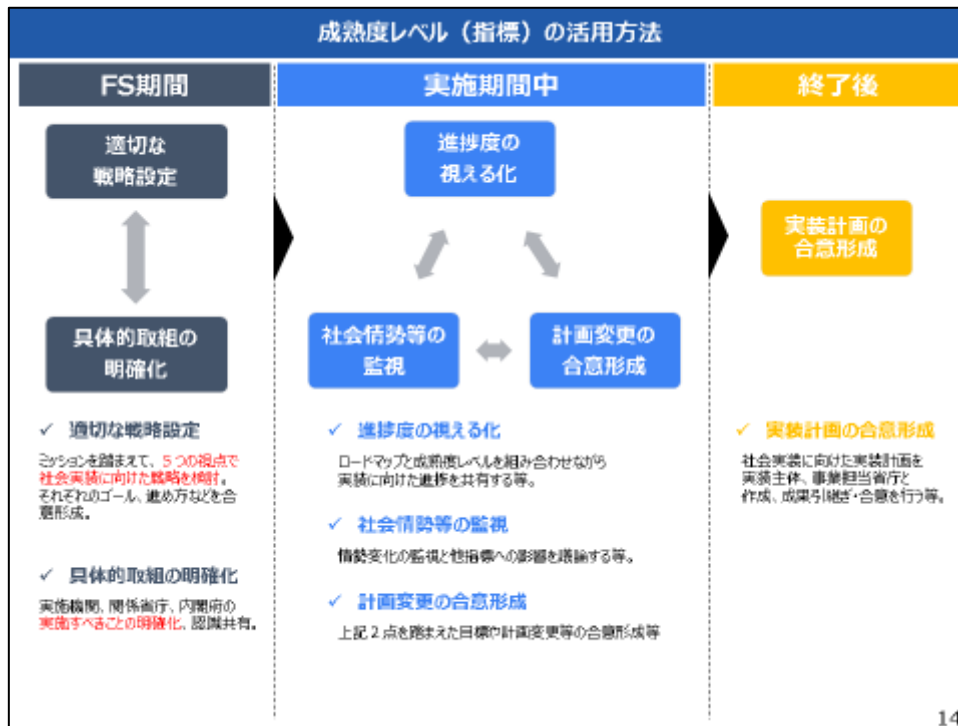 成熟度レベル（指標）の活用方法
FS期間
適切な
戦略設定
具体的取組の
明確化
✓ 適切な戦略設定
ミッションを踏まえて、５つの視点で
社会実装に向けた戦略を検討。
それぞれのゴール、進め方などを合
意形成。
✓ 具体的取組の明確化
実施機関、関係省庁、内閣府の
実施すべきことの明確化、認識共有。
実施期間中
進捗度の
視える化
社会情勢等の
監視
計画変更の
合意形成
✓ 進捗度の視える化
ロードマップと成熟度レベルを組み合わせながら
実装に向けた進捗を共有する等。
✓ 社会情勢等の監視
情勢変化の監視と他指標への影響を議論する等。
✓ 計画変更の合意形成
上記２点を踏まえた目標や計画変更等の合意形成等
終了後
実装計画の
合意形成
✓ 実装計画の合意形成
社会実装に向けた実装計画を
実装主体、事業担当省庁と
作成、成果引継ぎ・合意を行う等。
14